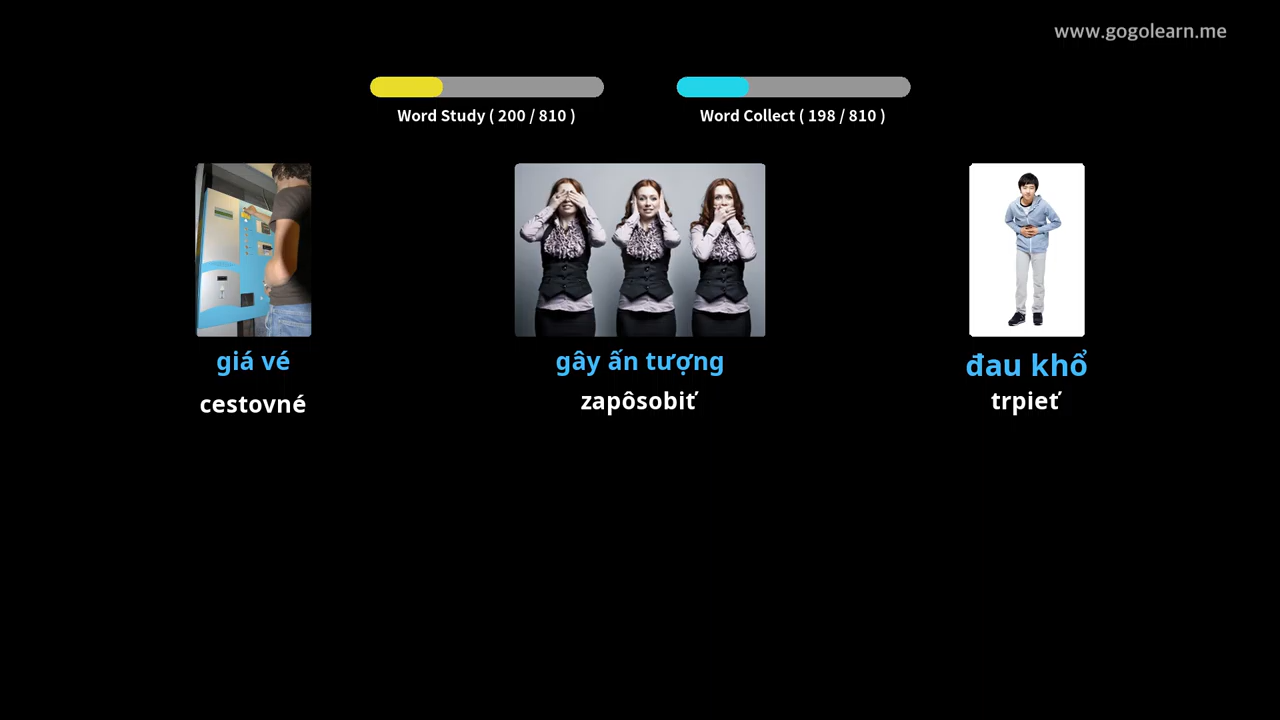 www.gogolearn.me
Word Study ( 200 / 810 )
Word Collect ( 198 / 810 )
giá vé
cestovné
gây ấn tượng
zapôsobiť
đau khổ
trpieť